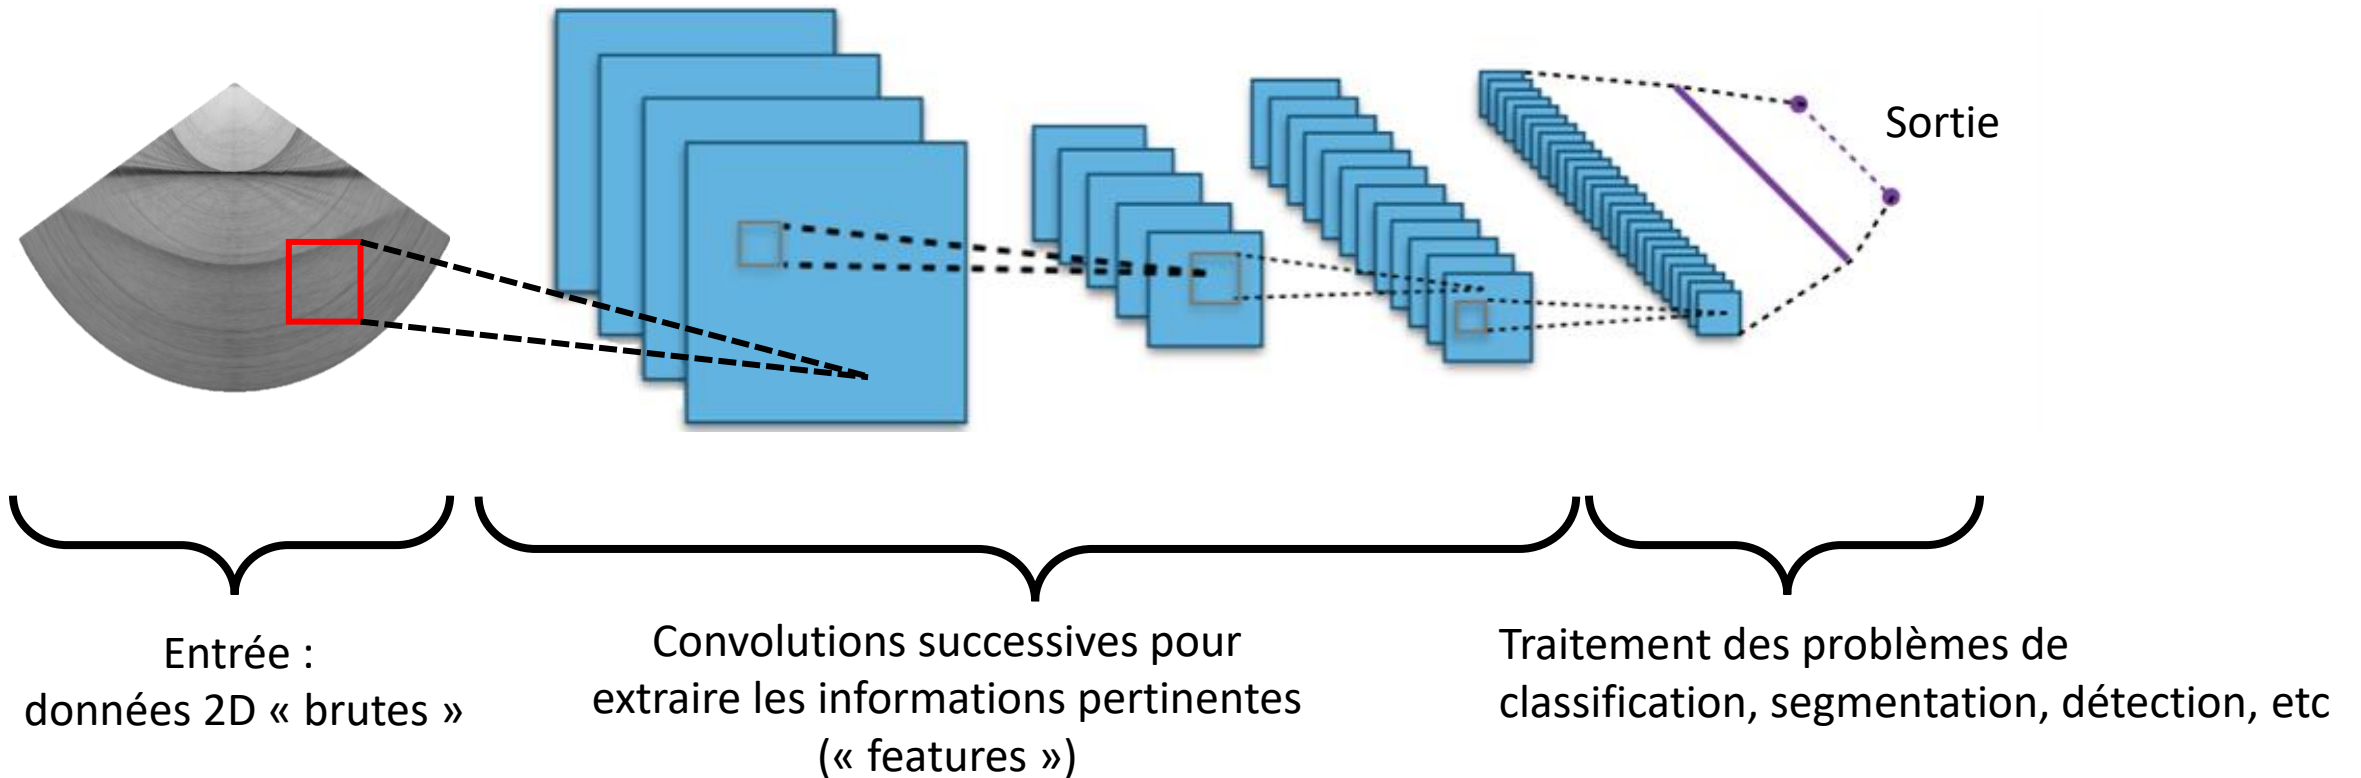 Sortie
Entrée :
données 2D « brutes »
Convolutions successives pour
extraire les informations pertinentes
(« features »)
Traitement des problèmes de
classification, segmentation, détection, etc